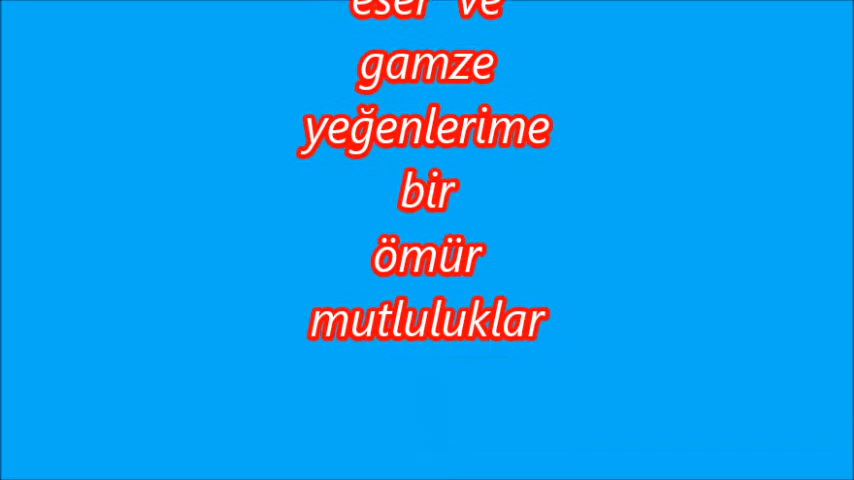 eser ve
gamze
yeğenlerime
bir
ömür
mutluluklar